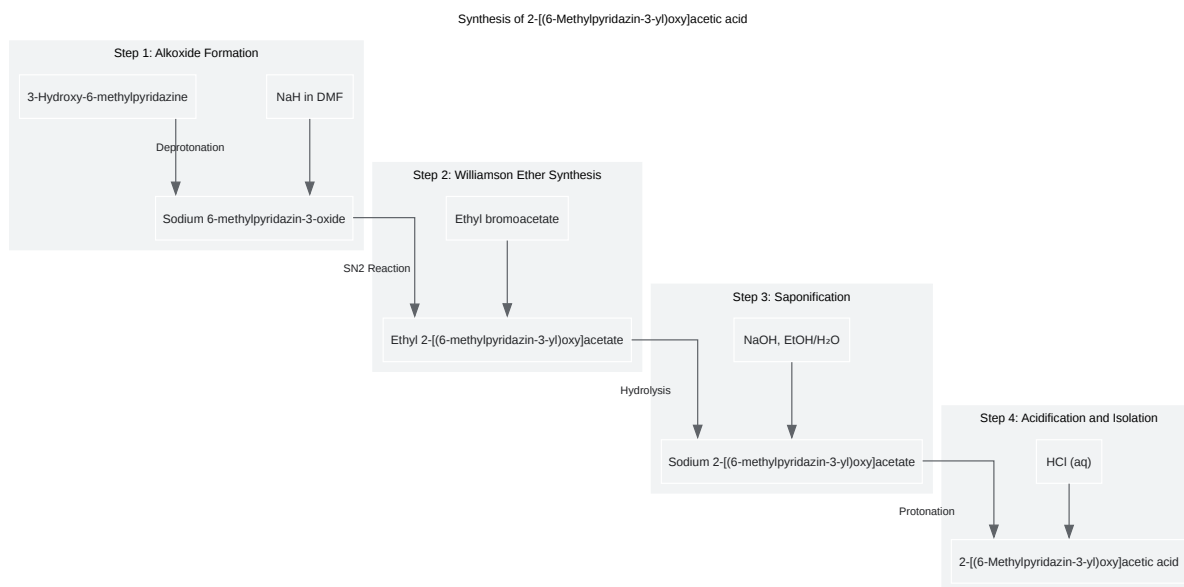 Synthesis of 2-[(6-Methylpyridazin-3-yl)oxy]acetic acid
Step 1: Alkoxide Formation
3-Hydroxy-6-methylpyridazine
NaH in DMF
Deprotonation
Sodium 6-methylpyridazin-3-oxide
Step 2: Williamson Ether Synthesis
Ethyl bromoacetate
SN2 Reaction
Ethyl 2-[(6-methylpyridazin-3-yl)oxy]acetate
Step 3: Saponification
NaOH, EtOH/H₂O
Hydrolysis
Sodium 2-[(6-methylpyridazin-3-yl)oxy]acetate
Step 4: Acidification and Isolation
HCl (aq)
Protonation
2-[(6-Methylpyridazin-3-yl)oxy]acetic acid